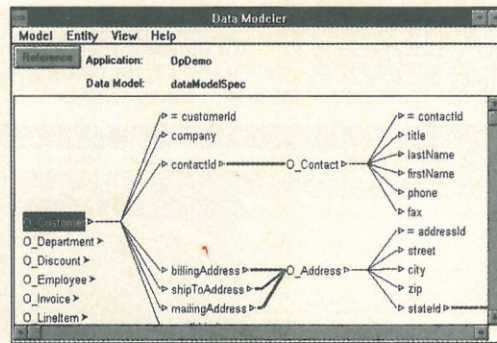 Data Modeler
Model Entity View Help
Reference
Application: OpDemo
Data Model: dataModelSpec
= customerId
company
contactId
O_Contact
= contactId
title
lastName
firstName
phone
fax
O_Customer
O_Department
O_Discount
O_Employee
O_Invoice
O_LineItem
billingAddress
shipToAddress
mailingAddress
O_Address
= addressId
street
city
zip
stateId